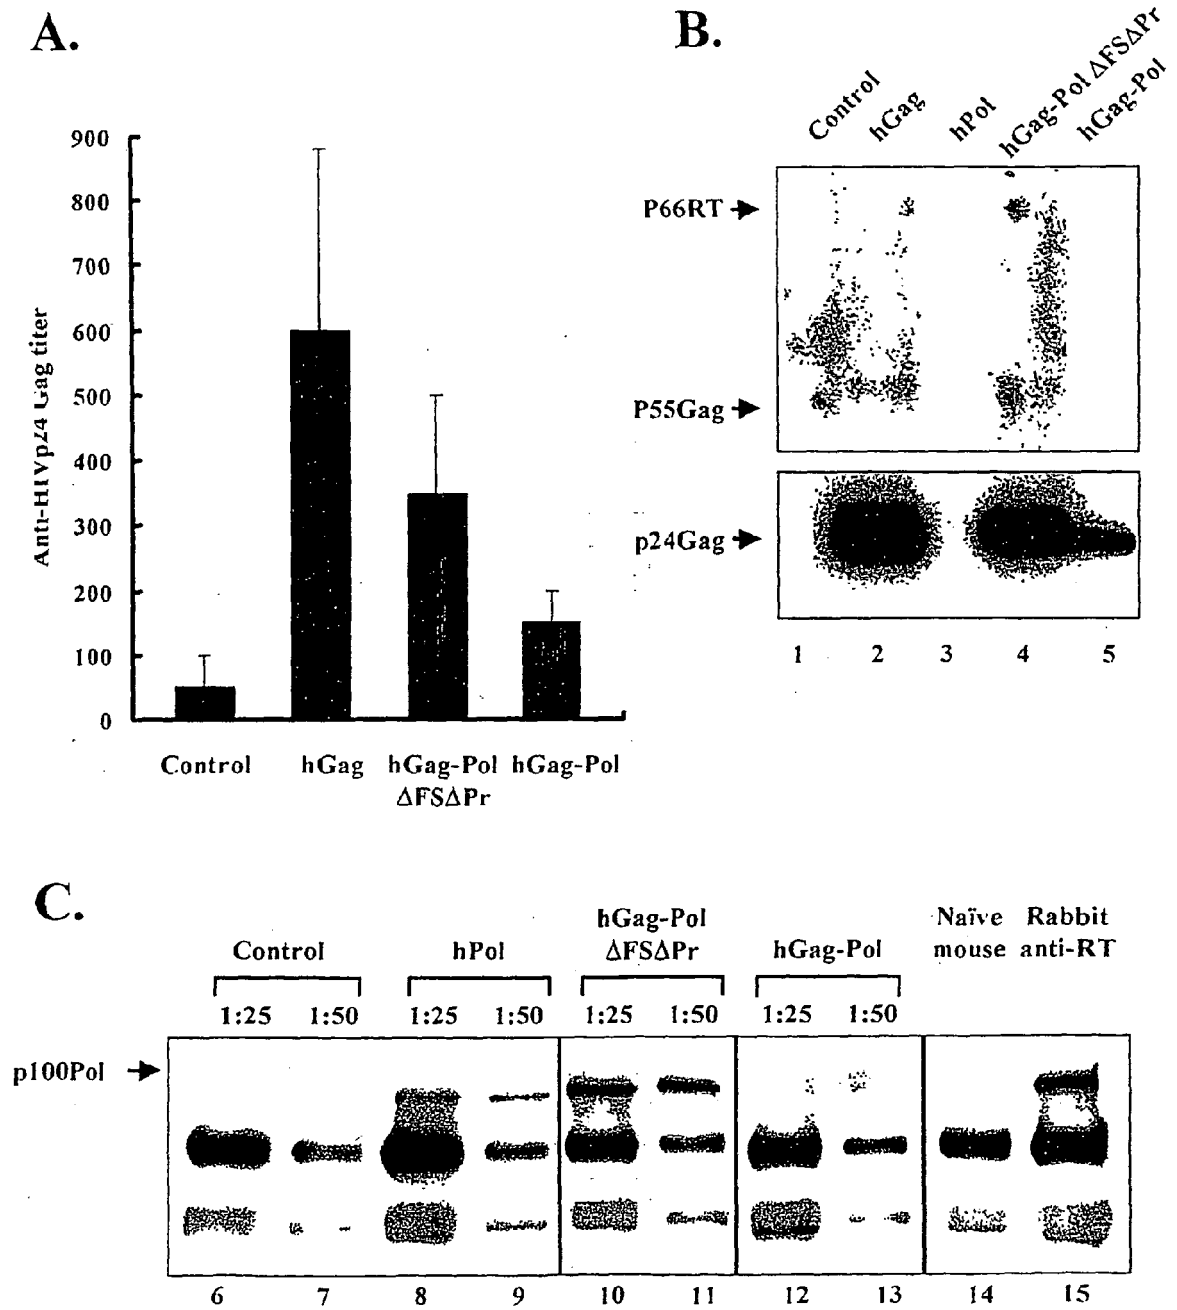 A.
900
800
700
600
500
400
300
200
100
0
Anti-HIVp24 Gag titer
Control
hGag
hGag-Pol
ΔFSΔPr
hGag-Pol
B.
Control
hGag
hPol
hGag-Pol ΔFSΔPr
hGag-Pol
P66RT
P55Gag
p24Gag
1 2 3 4 5
C.
Control
hPol
hGag-Pol
ΔFSΔPr
hGag-Pol
Naïve
mouse
Rabbit
anti-RT
1:25 1:50 1:25 1:50 1:25 1:50 1:25 1:50
p100Pol
6 7 8 9 10 11 12 13 14 15